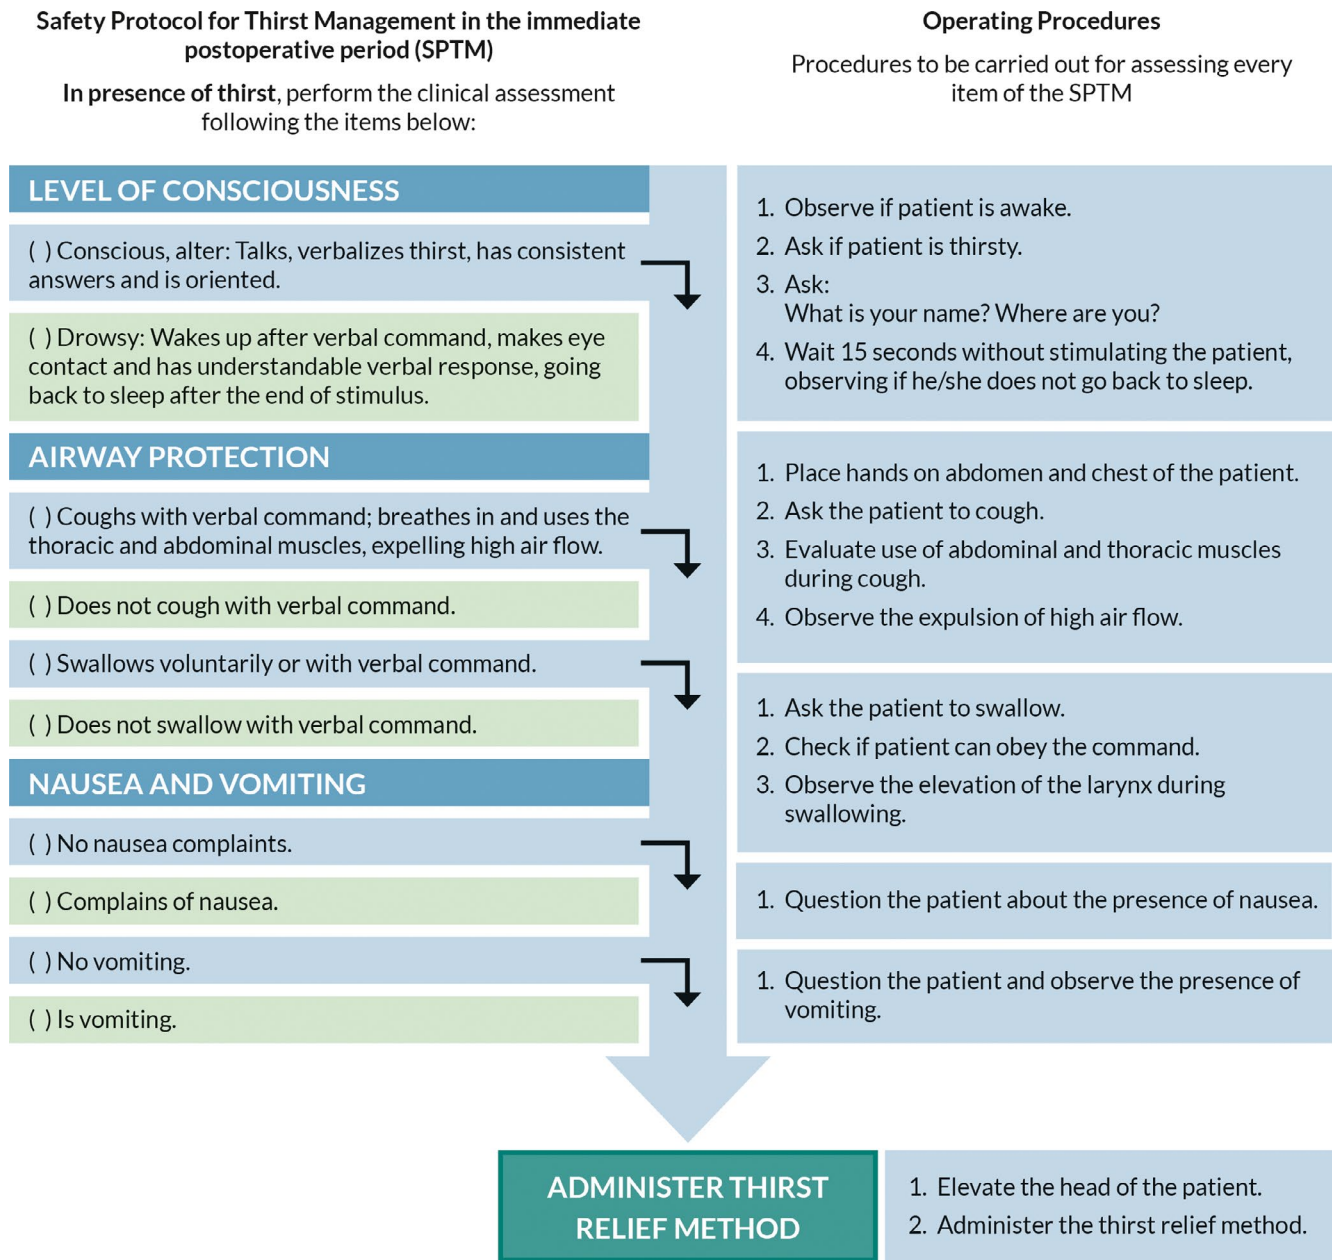 Safety Protocol for Thirst Management in the immediate
postoperative period (SPTM)
In presence of thirst, perform the clinical assessment
following the items below:
LEVEL OF CONSCIOUSNESS
( ) Conscious, alter: Talks, verbalizes thirst, has consistent
answers and is oriented.
( ) Drowsy: Wakes up after verbal command, makes eye
contact and has understandable verbal response, going
back to sleep after the end of stimulus.
AIRWAY PROTECTION
( ) Coughs with verbal command; breathes in and uses the
thoracic and abdominal muscles, expelling high air flow.
( ) Does not cough with verbal command.
( ) Swallows voluntarily or with verbal command.
( ) Does not swallow with verbal command.
NAUSEA AND VOMITING
( ) No nausea complaints.
( ) Complains of nausea.
( ) No vomiting.
( ) Is vomiting.
Operating Procedures
Procedures to be carried out for assessing every
item of the SPTM
1. Observe if patient is awake.
2. Ask if patient is thirsty.
3. Ask:
What is your name? Where are you?
4. Wait 15 seconds without stimulating the patient,
observing if he/she does not go back to sleep.
1. Place hands on abdomen and chest of the patient.
2. Ask the patient to cough.
3. Evaluate use of abdominal and thoracic muscles
during cough.
4. Observe the expulsion of high air flow.
1. Ask the patient to swallow.
2. Check if patient can obey the command.
3. Observe the elevation of the larynx during
swallowing.
1. Question the patient about the presence of nausea.
1. Question the patient and observe the presence of
vomiting.
ADMINISTER THIRST
RELIEF METHOD
1. Elevate the head of the patient.
2. Administer the thirst relief method.